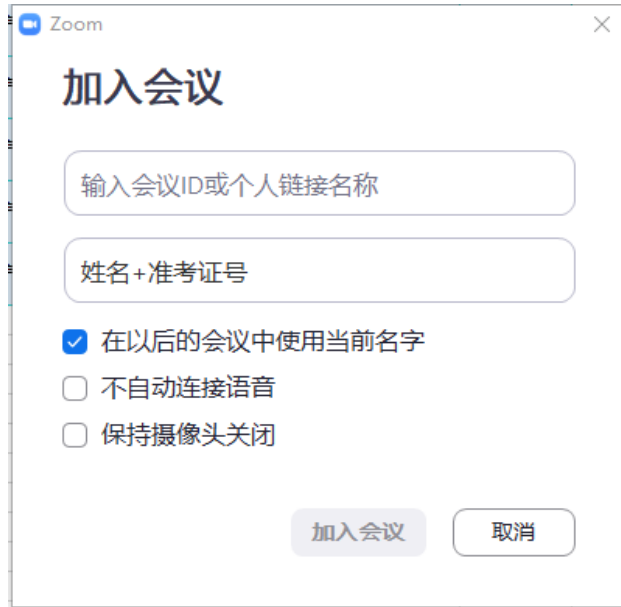 Zoom
加入会议
输入会议ID或个人链接名称
姓名+准考证号
在以后的会议中使用当前名字
不自动连接语音
保持摄像头关闭
加入会议
取消